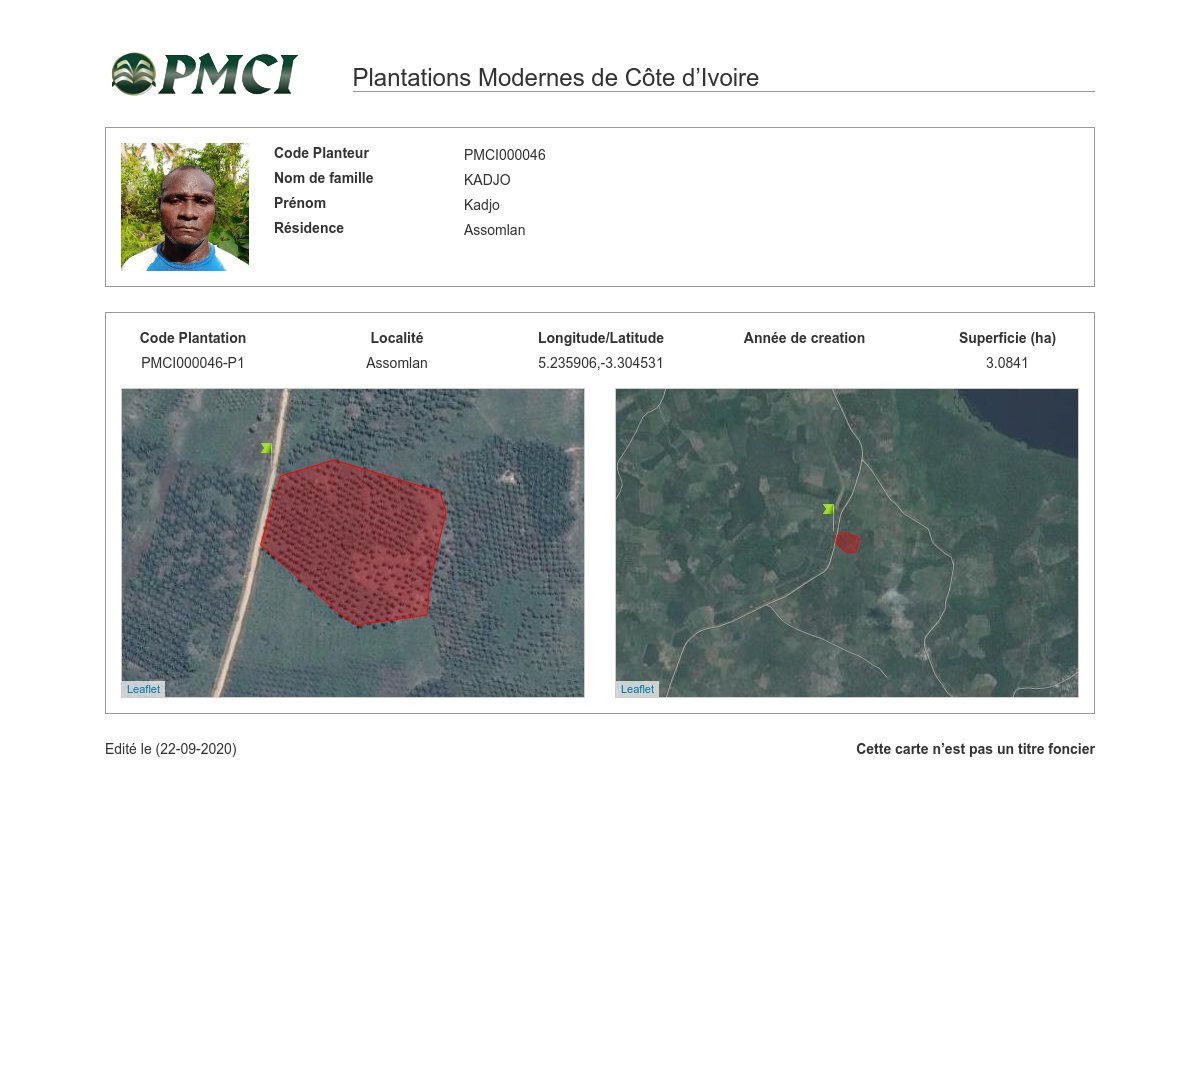 PMCI
Plantations Modernes de Côte d’Ivoire
Code Planteur PMCI000046
Nom de famille KADJO
Prénom Kadjo
Résidence Assomlan
Code Plantation Localité Longitude/Latitude Année de creation Superficie (ha)
PMCI000046-P1 Assomlan 5.235906,-3.304531 3.0841
Leaflet Leaflet
Edité le (22-09-2020) Cette carte n’est pas un titre foncier